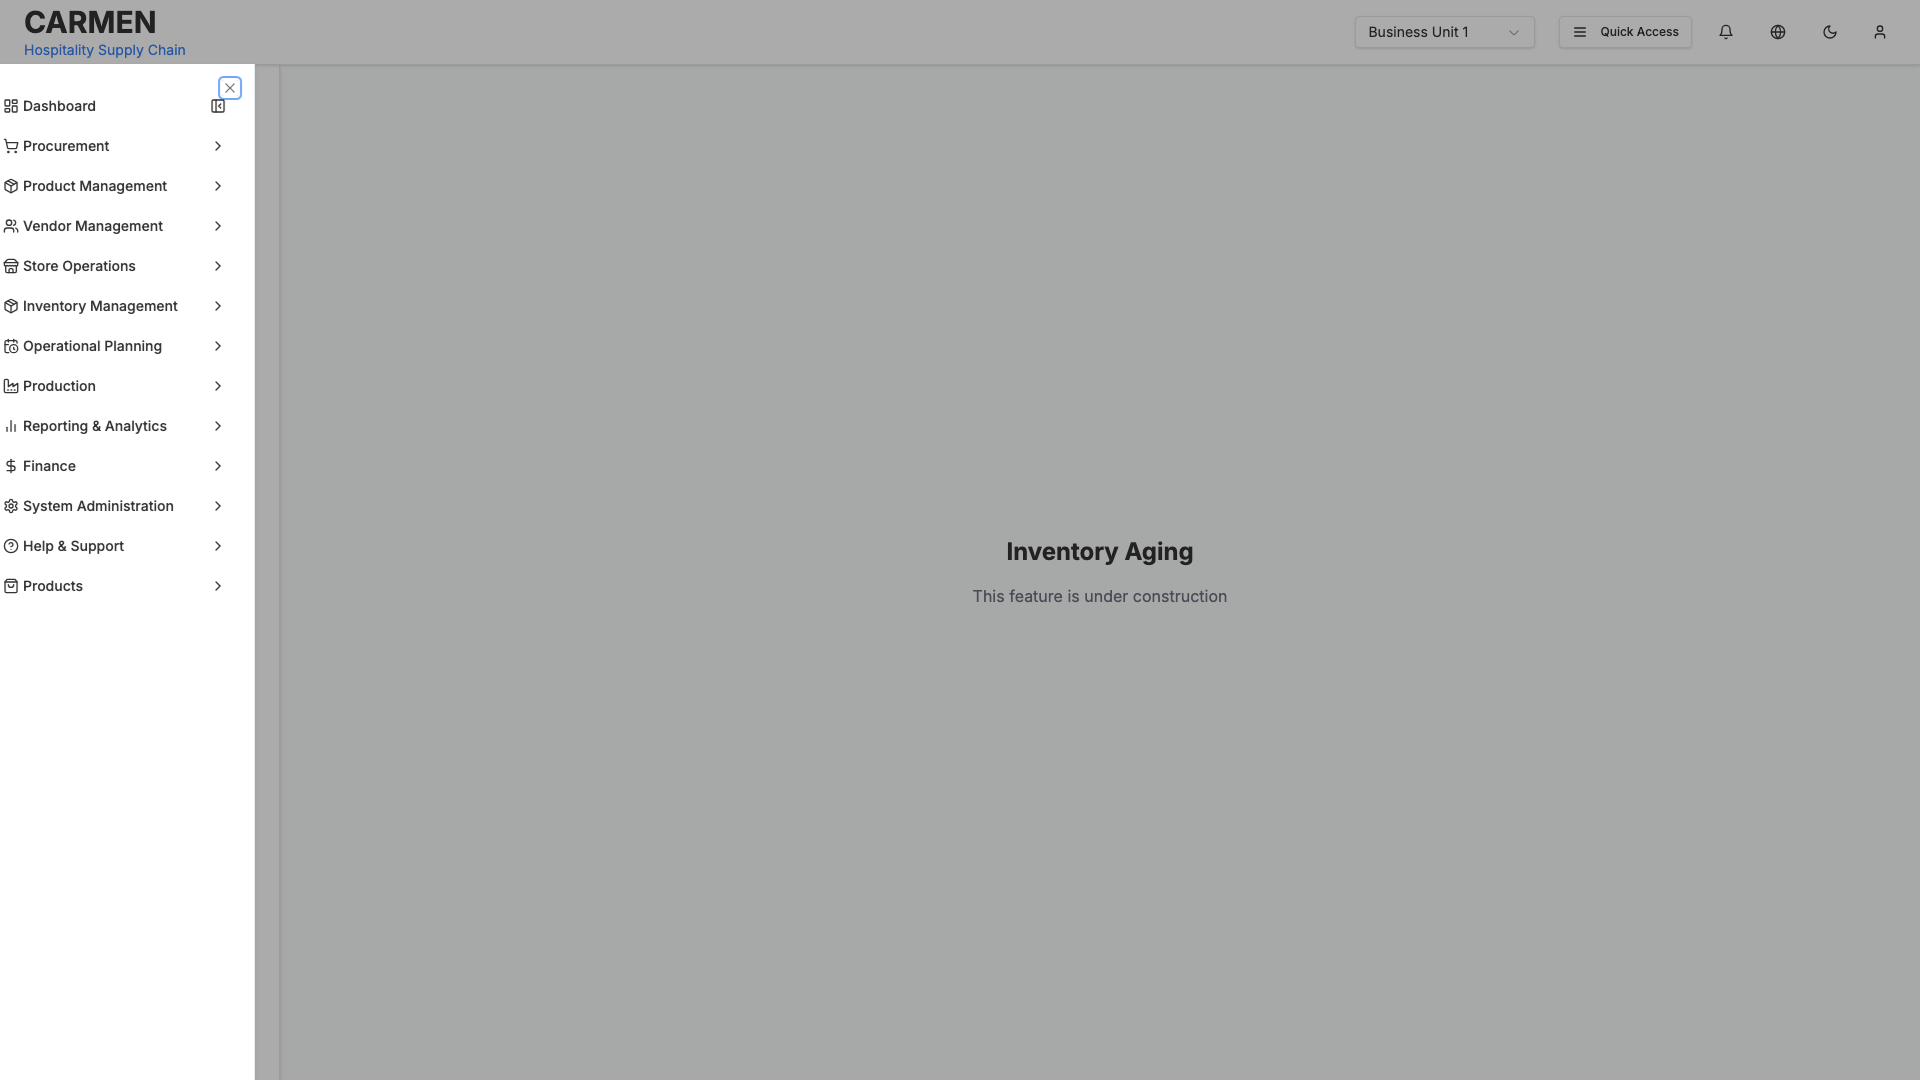 CARMEN
Hospitality Supply Chain
Business Unit 1
Quick Access
Dashboard
Procurement
Product Management
Vendor Management
Store Operations
Inventory Management
Operational Planning
Production
Reporting & Analytics
Finance
System Administration
Help & Support
Products
Inventory Aging
This feature is under construction